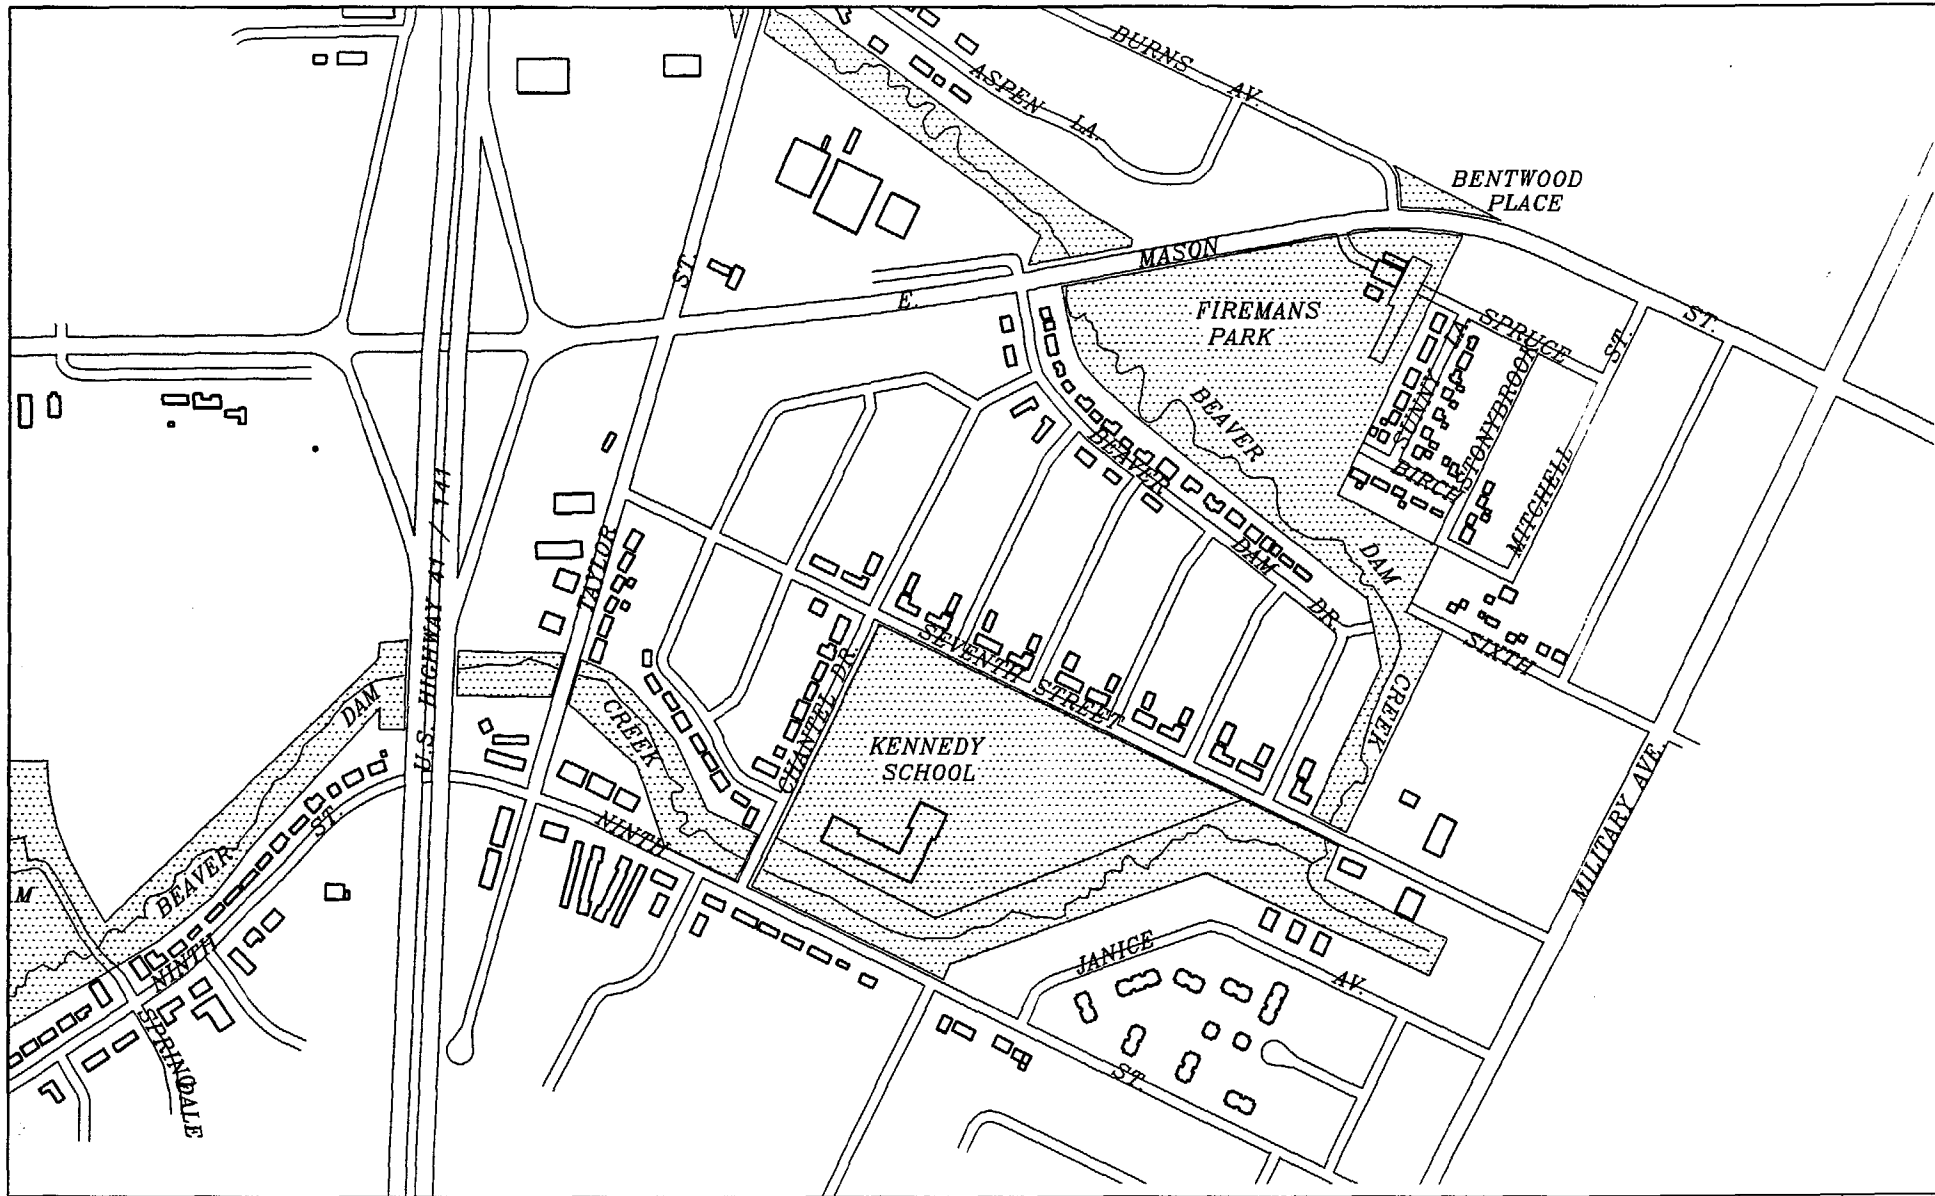 BURNS
AV.
ASPEN
LA.
BENTWOOD
PLACE
MASON
ST.
E.
FIREMANS
PARK
ST.
SPRUCE
ST.
LA.
SUNNY
STONYBROOK
BEAVER
BEAVER
BIRCH
MITCHELL
U.S. HIGHWAY 41 / 141
TAYLOR
DAM
DAM
DR.
SEVENTH STREET
SIXTH
CHANTEL DR.
DAM
CREEK
CREEK
KENNEDY
SCHOOL
MILITARY AVE.
ST.
NINTH
BEAVER
M
NINTH
JANICE
AV.
SPRINGDALE
ST.